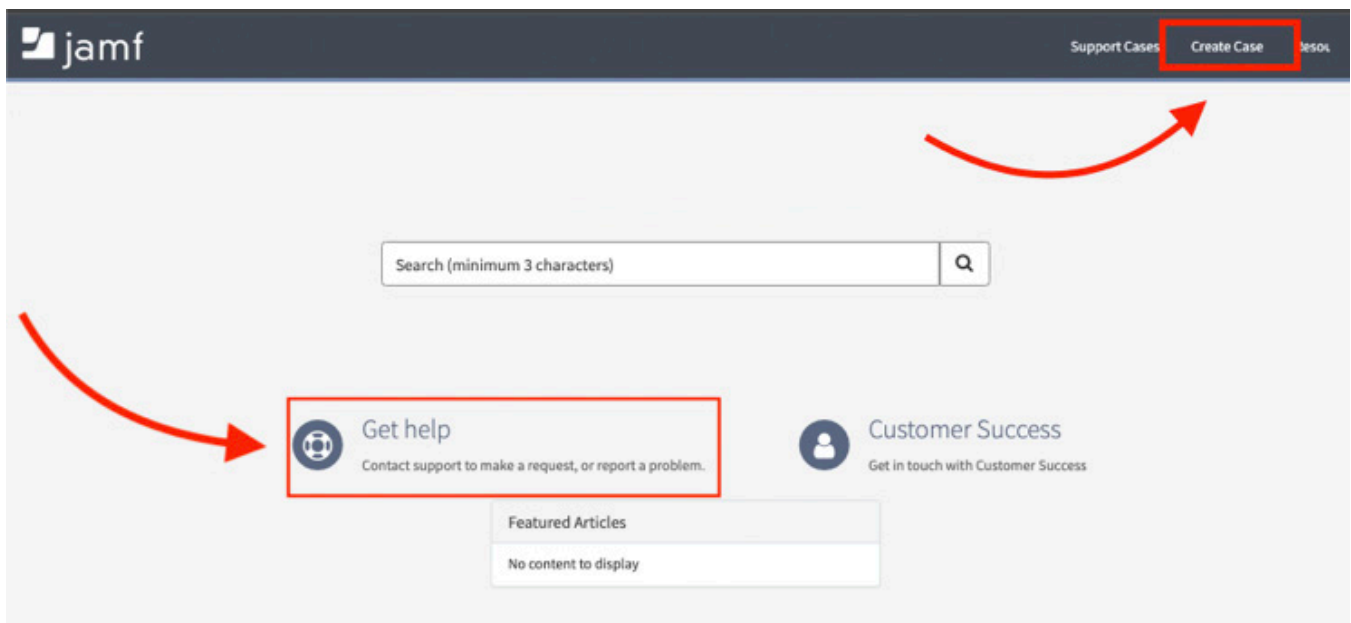 jamf
Support Cases Create Case
Search (minimum 3 characters)
Get help
Contact support to make a request, or report a problem.
Customer Success
Get in touch with Customer Success
Featured Articles
No content to display